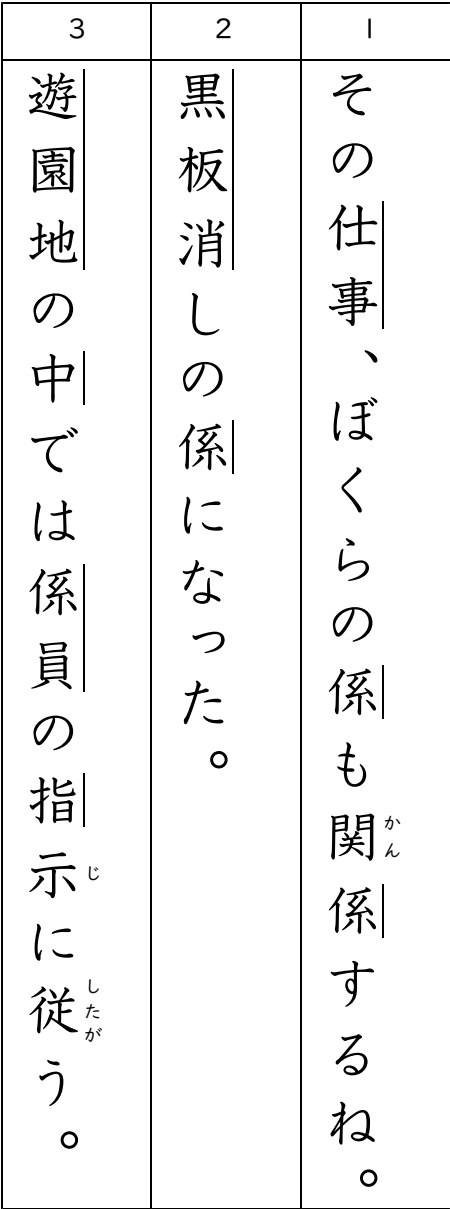 1
その仕事、ぼくらの係も関係するね。
かん
2
黒板消しの係になった。
3
遊園地の中では係員の指示に従う。
じ
したが